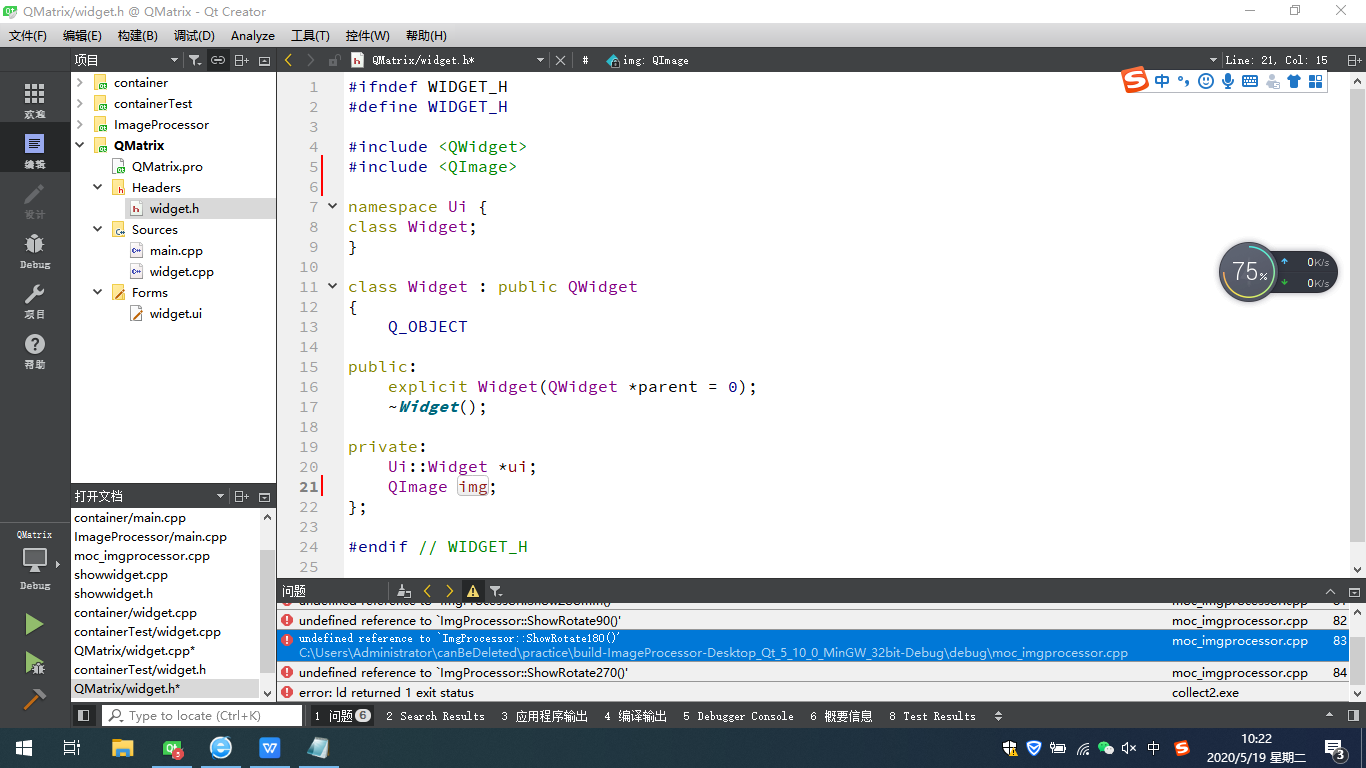 QMatrix/widget.h @ QMatrix - Qt Creator
文件(F) 编辑(E) 构建(B) 调试(D) Analyze 工具(T) 控件(W) 帮助(H)
项目
QMatrix/widget.h*
#
img: QImage
Line: 21, Col: 15
欢迎
编辑
设计
Debug
项目
帮助
QMatrix
Debug
container
containerTest
ImageProcessor
QMatrix
QMatrix.pro
Headers
widget.h
Sources
main.cpp
widget.cpp
Forms
widget.ui
打开文档
container/main.cpp
ImageProcessor/main.cpp
moc_imgprocessor.cpp
showwidget.cpp
showwidget.h
container/widget.cpp
containerTest/widget.cpp
QMatrix/widget.cpp*
containerTest/widget.h
QMatrix/widget.h*
1 #ifndef WIDGET_H
2 #define WIDGET_H
3
4 #include <QWidget>
5 #include <QImage>
6
7 namespace Ui {
8 class Widget;
9 }
10
11 class Widget : public QWidget
12 {
13 Q_OBJECT
14
15 public:
16 explicit Widget(QWidget *parent = 0);
17 ~Widget();
18
19 private:
20 Ui::Widget *ui;
21 QImage img;
22 };
23
24 #endif // WIDGET_H
25
中
75%
0K/s
0K/s
问题
undefined reference to `ImgProcessor::ShowRotate90()' moc_imgprocessor.cpp 82
undefined reference to `ImgProcessor::ShowRotate180()' moc_imgprocessor.cpp 83
C:\Users\Administrator\canBeDeleted\practice\build-ImageProcessor-Desktop_Qt_5_10_0_MinGW_32bit-Debug\debug\moc_imgprocessor.cpp
undefined reference to `ImgProcessor::ShowRotate270()' moc_imgprocessor.cpp 84
error: ld returned 1 exit status collect2.exe
Type to locate (Ctrl+K)
1 问题 6 2 Search Results 3 应用程序输出 4 编译输出 5 Debugger Console 6 概要信息 8 Test Results
中
10:22
2020/5/19 星期二
3